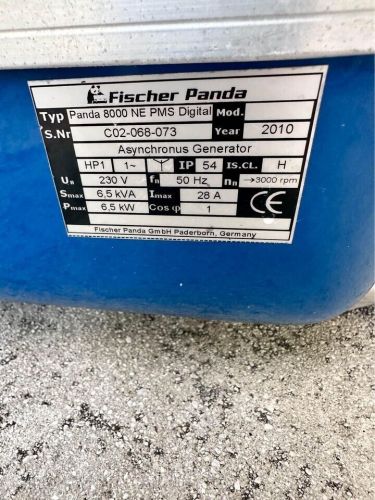 Fischer Panda
Typ Panda 8000 NE PMS Digital Mod.
S.Nr C02-068-073 Year 2010
Asynchronus Generator
HP1 1~ IP 54 IS.CL. H
Un 230 V fn 50 Hz nn →3000 rpm
Smax 6,5 kVA Imax 28 A
Pmax 6,5 kW Cos φ 1
CE
Fischer Panda GmbH Paderborn, Germany